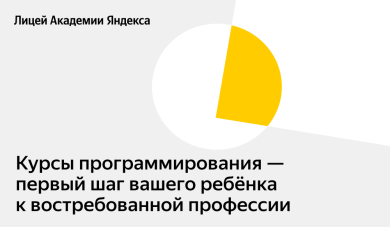 Лицей Академии Яндекса
Курсы программирования —
первый шаг вашего ребёнка
к востребованной профессии